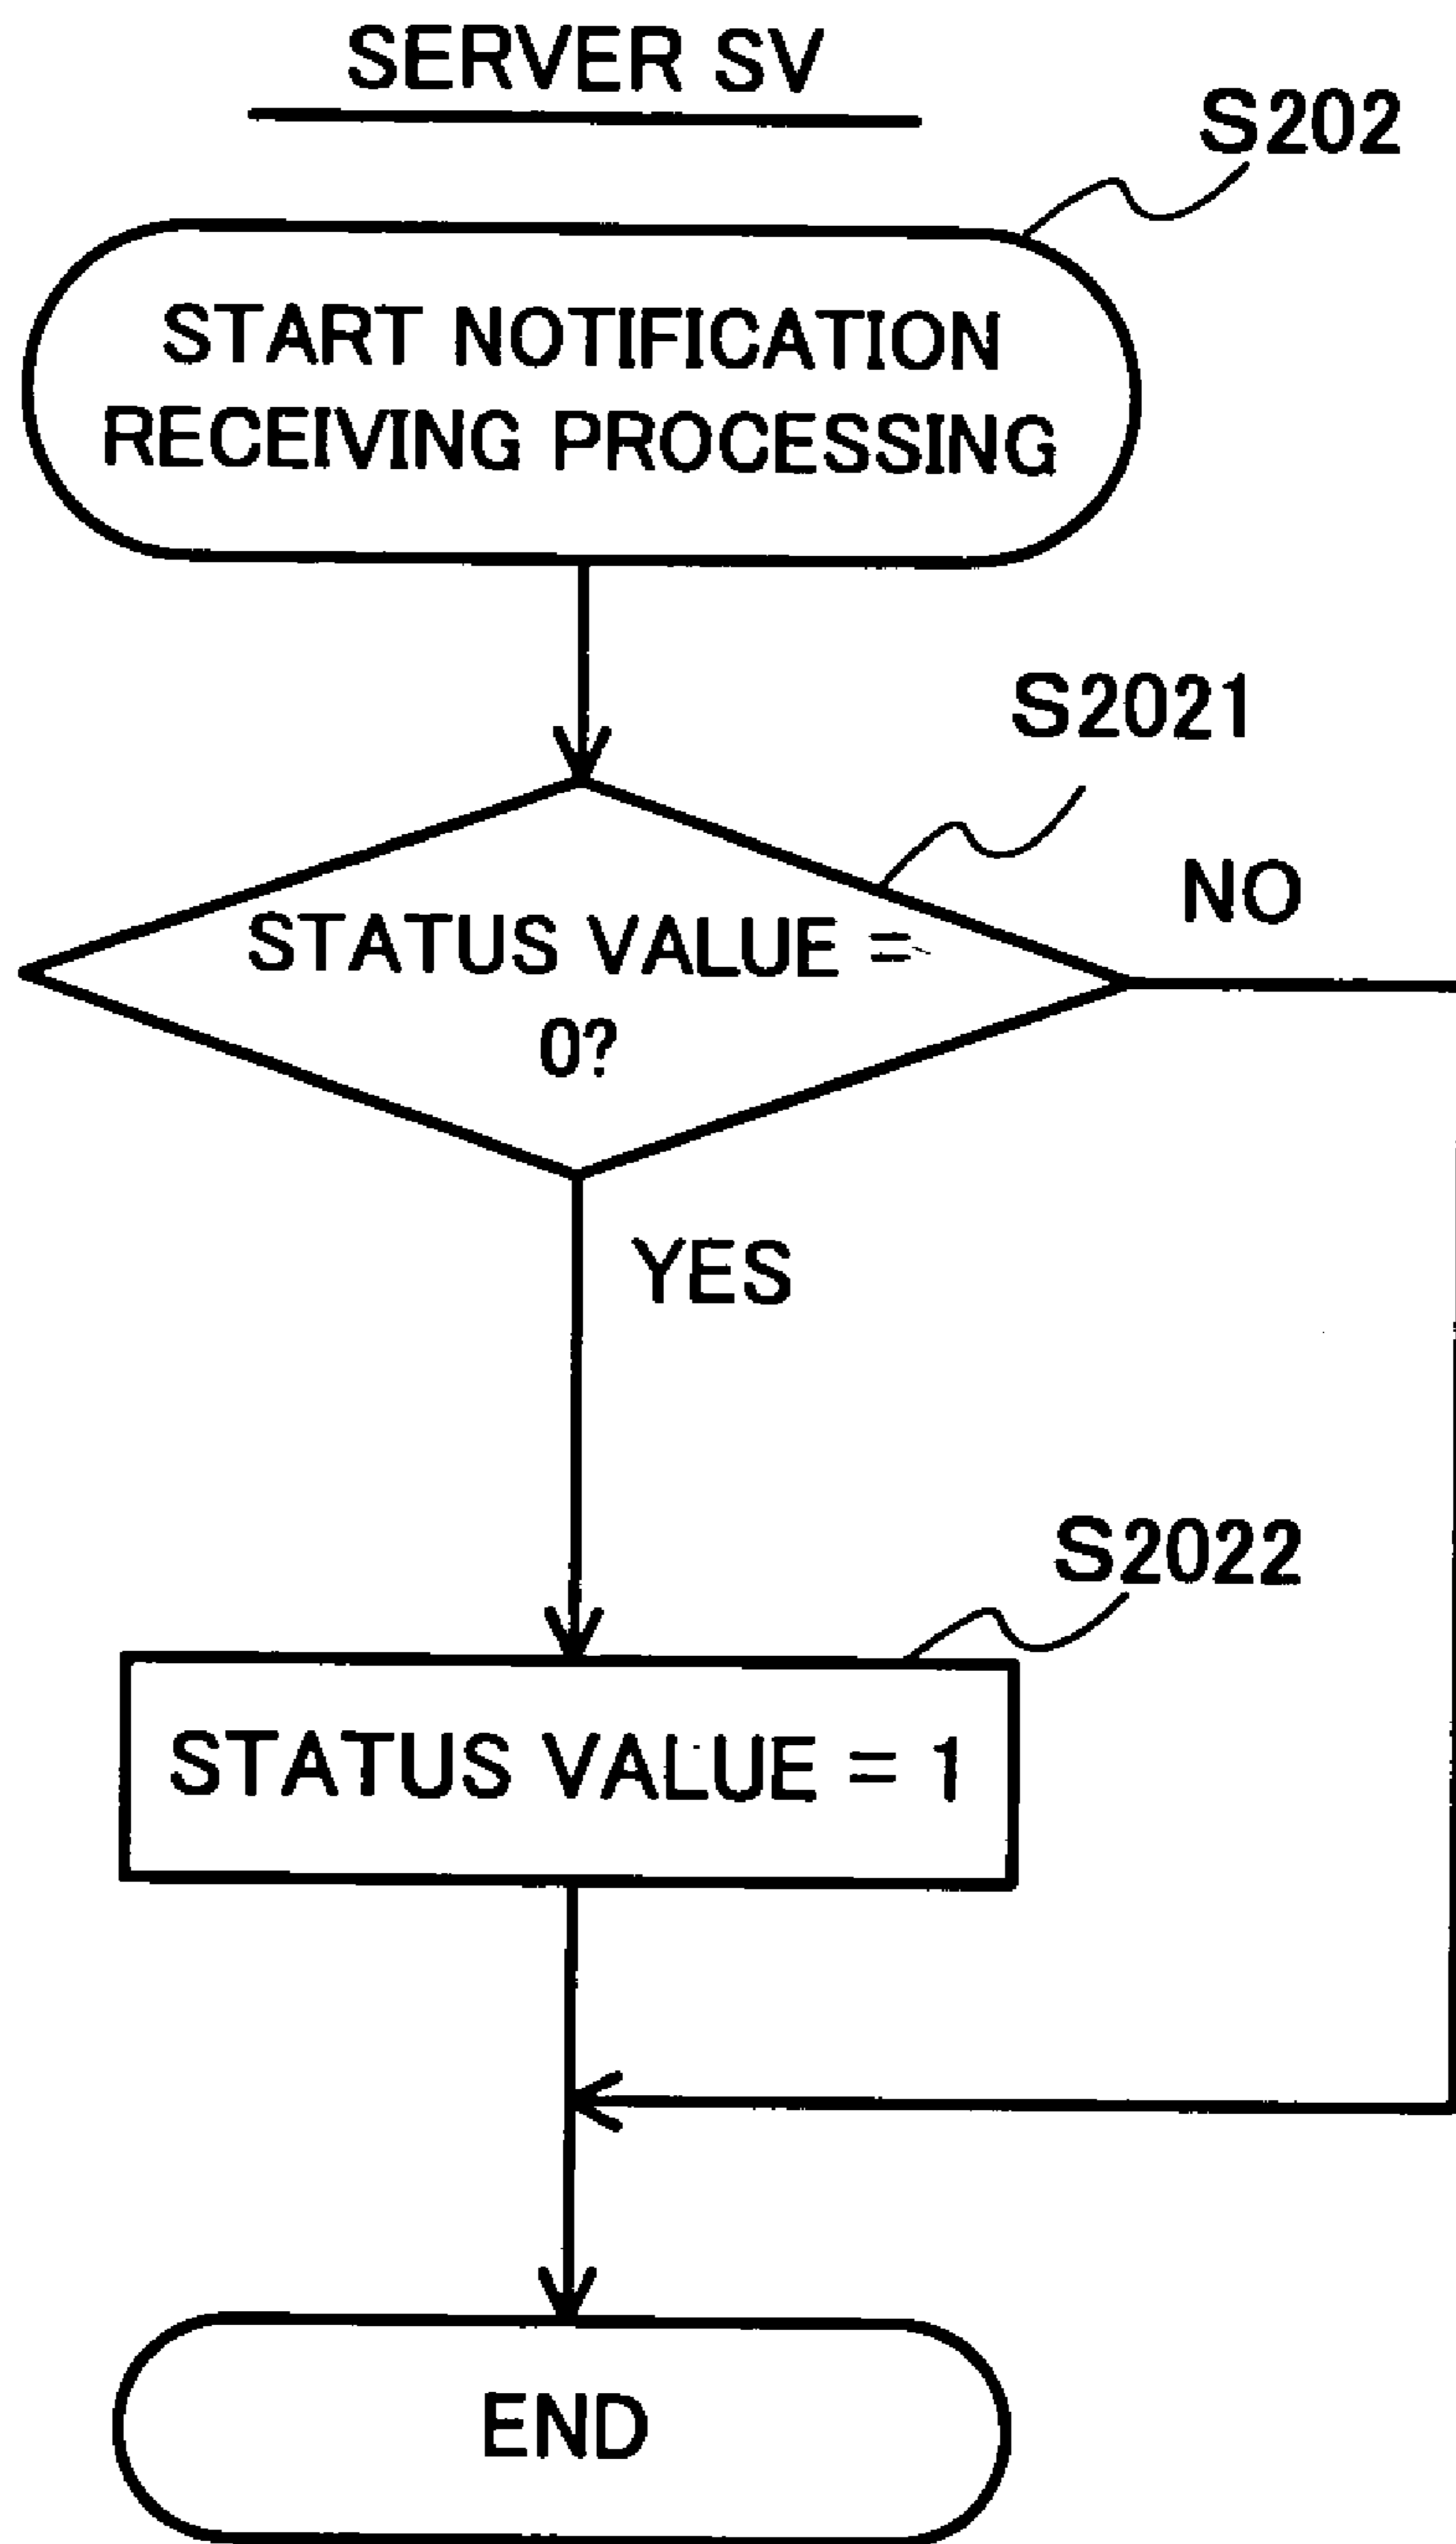 SERVER SV
S202
START NOTIFICATION
RECEIVING PROCESSING
S2021
NO
STATUS VALUE =
0?
YES
S2022
STATUS VALUE = 1
END